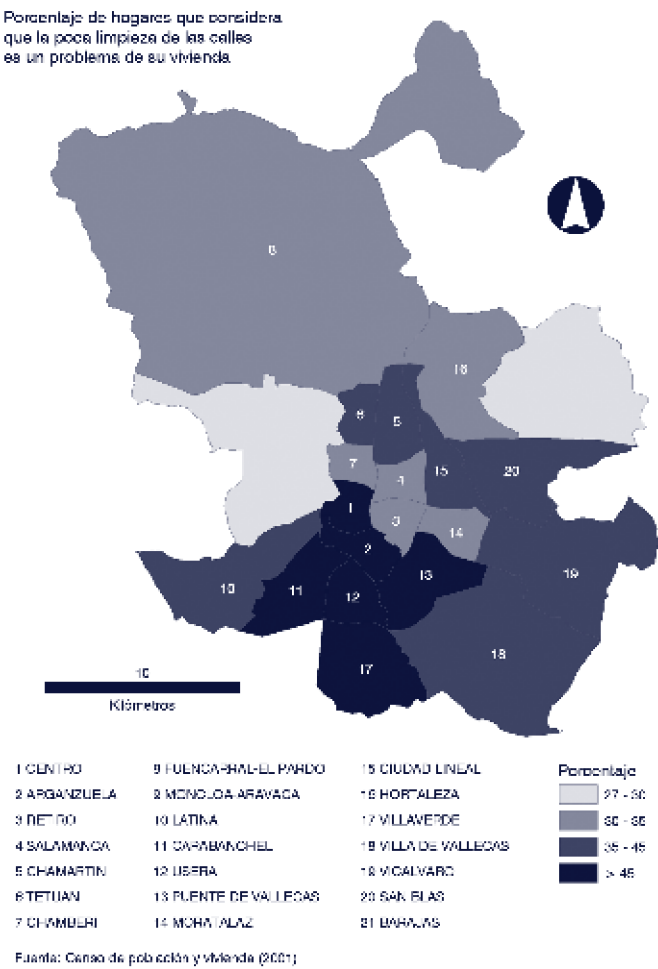 Porcentaje de hogares que considera
que la poca limpieza de las calles
es un problema de su vivienda
8
16
6
5
7
4
15
20
1
3
14
2
13
19
10
11
12
18
17
10
Kilómetros
1 CENTRO
2 ARGANZUELA
3 RETIRO
4 SALAMANCA
5 CHAMARTIN
6 TETUAN
7 CHAMBERI
8 FUENCARRAL-EL PARDO
9 MONCLOA-ARAVACA
10 LATINA
11 CARABANCHEL
12 USERA
13 PUENTE DE VALLECAS
14 MORATALAZ
15 CIUDAD LINEAL
16 HORTALEZA
17 VILLAVERDE
18 VILLA DE VALLECAS
19 VICALVARO
20 SAN BLAS
21 BARAJAS
Porcentaje
27 - 30
30 - 35
35 - 45
> 45
Fuente: Censo de población y vivienda (2001)